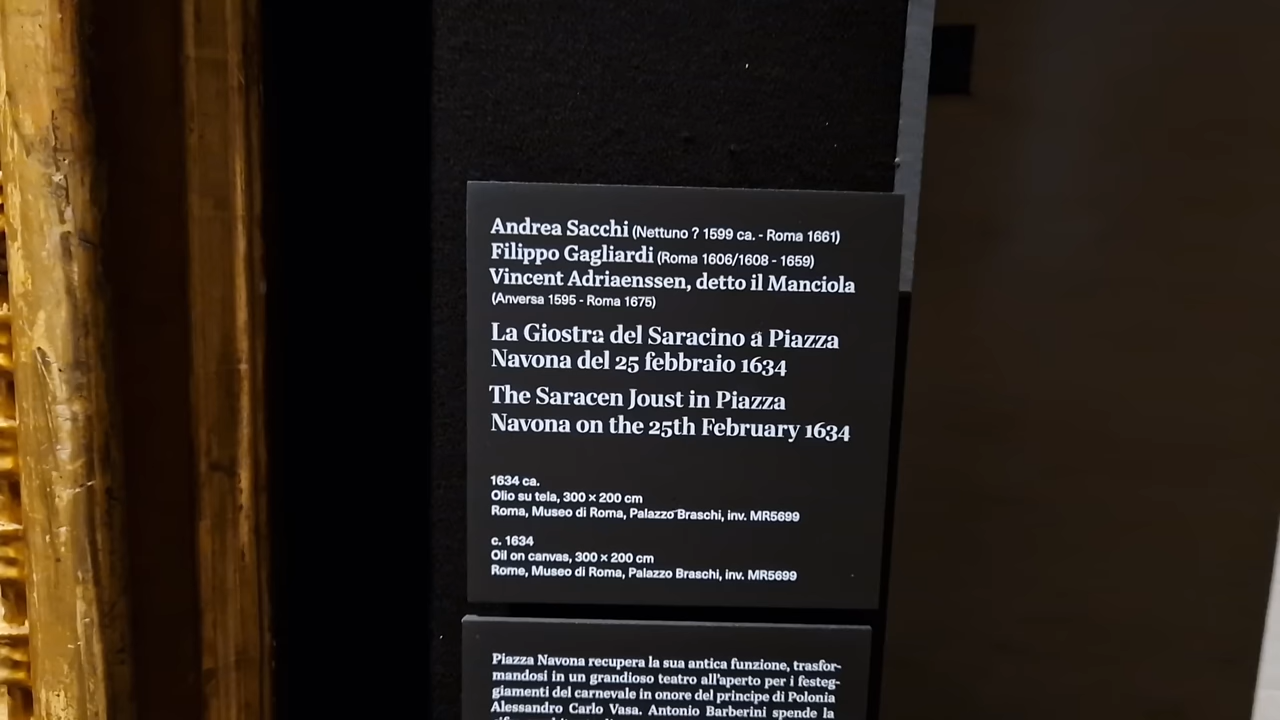 Andrea Sacchi (Nettuno ? 1599 ca. - Roma 1661)
Filippo Gagliardi (Roma 1606/1608 - 1659)
Vincent Adriaenssen, detto il Manciola
(Anversa 1595 - Roma 1675)
La Giostra del Saracino a Piazza
Navona del 25 febbraio 1634
The Saracen Joust in Piazza
Navona on the 25th February 1634
1634 ca.
Olio su tela, 300 × 200 cm
Roma, Museo di Roma, Palazzo Braschi, inv. MR5699
c. 1634
Oil on canvas, 300 × 200 cm
Rome, Museo di Roma, Palazzo Braschi, inv. MR5699
Piazza Navona recupera la sua antica funzione, trasfor-
mandosi in un grandioso teatro all'aperto per i festeg-
giamenti del carnevale in onore del principe di Polonia
Alessandro Carlo Vasa. Antonio Barberini spende la